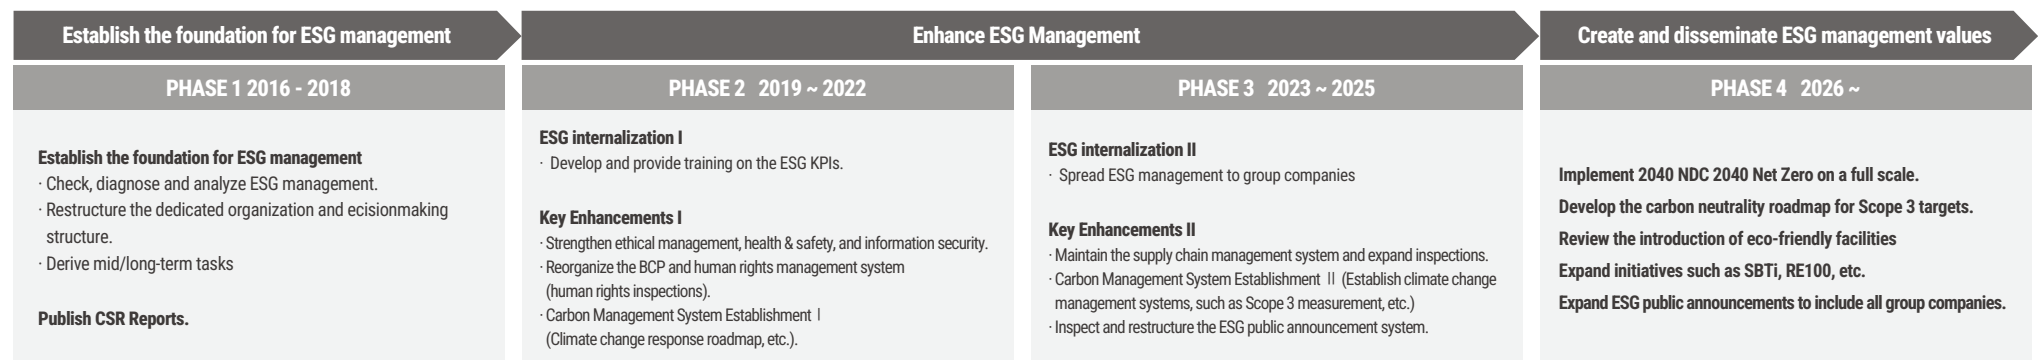 Establish the foundation for ESG management
Enhance ESG Management
Create and disseminate ESG management values
PHASE 1 2016 - 2018
Establish the foundation for ESG management
· Check, diagnose and analyze ESG management.
· Restructure the dedicated organization and ecisionmaking
structure.
· Derive mid/long-term tasks
Publish CSR Reports.
PHASE 2 2019 ~ 2022
ESG internalization I
· Develop and provide training on the ESG KPIs.
Key Enhancements I
· Strengthen ethical management, health & safety, and information security.
· Reorganize the BCP and human rights management system
(human rights inspections).
· Carbon Management System Establishment Ⅰ
(Climate change response roadmap, etc.).
PHASE 3 2023 ~ 2025
ESG internalization II
· Spread ESG management to group companies
Key Enhancements II
· Maintain the supply chain management system and expand inspections.
· Carbon Management System Establishment Ⅱ (Establish climate change
management systems, such as Scope 3 measurement, etc.)
· Inspect and restructure the ESG public announcement system.
PHASE 4 2026 ~
Implement 2040 NDC 2040 Net Zero on a full scale.
Develop the carbon neutrality roadmap for Scope 3 targets.
Review the introduction of eco-friendly facilities
Expand initiatives such as SBTi, RE100, etc.
Expand ESG public announcements to include all group companies.